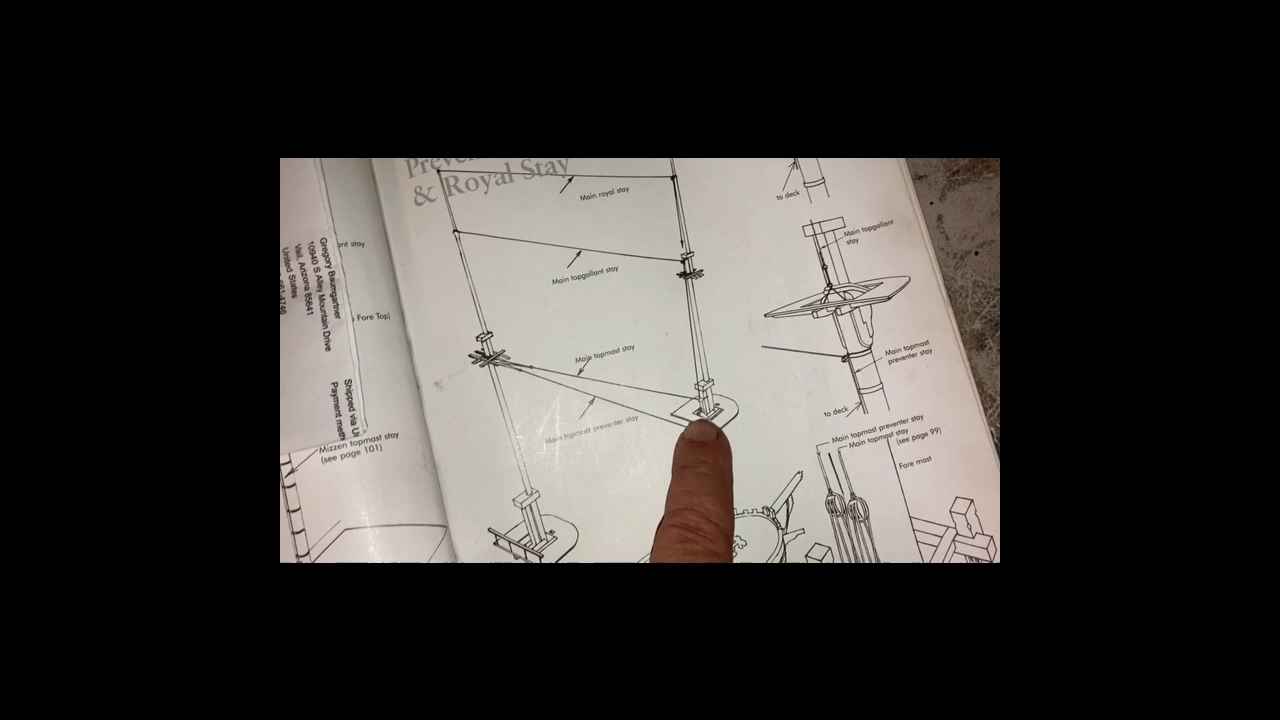 & Royal Stay
Main royal stay
Main topgallant stay
Main topmast stay
Main topmast preventer stay
to deck
Main topgallant
stay
Main topmast
preventer stay
to deck
Main topmast preventer stay
Main topmast stay
(see page 99)
Fore mast
stay
Fore Top)
Mizzen topmast stay
(see page 101)
Gregory Baumgartner
10940 S Alley Mountain Drive
Vail, Arizona 85641
United States
Shipped via
Payment